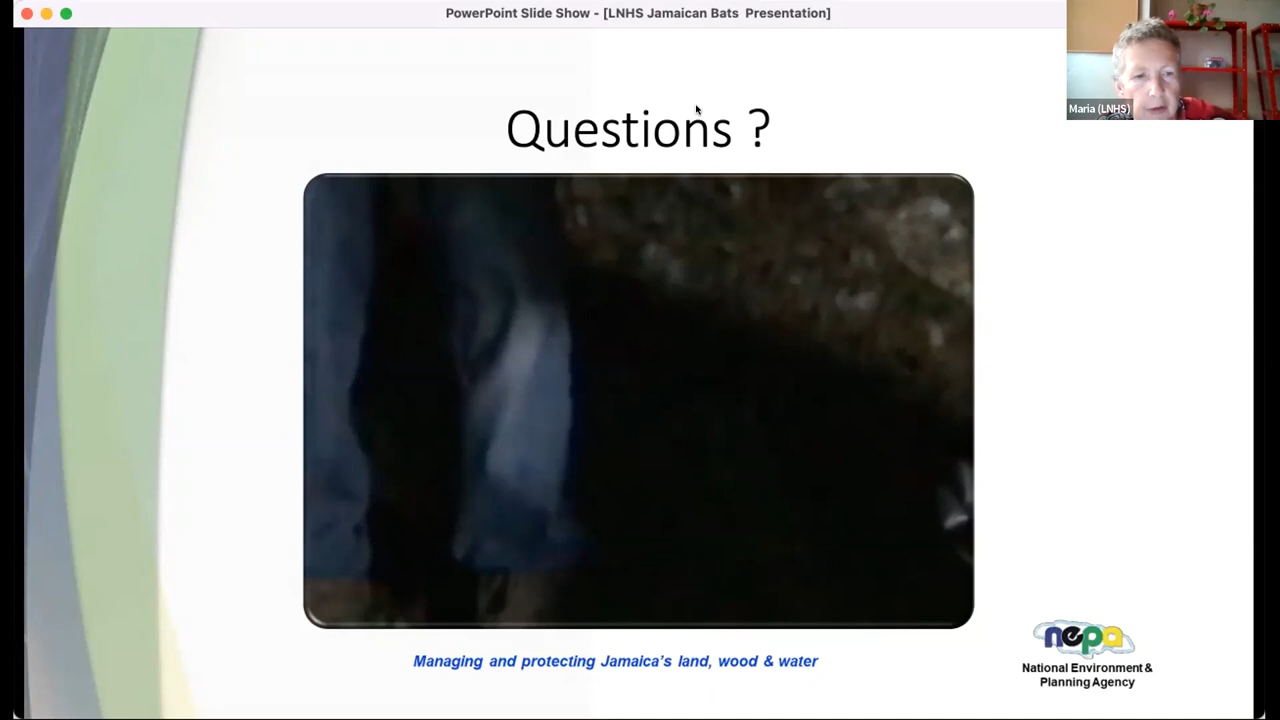 PowerPoint Slide Show - [LNHS Jamaican Bats Presentation]
Maria (LNHS)
Questions ?
Managing and protecting Jamaica's land, wood & water
nepa
National Environment &
Planning Agency